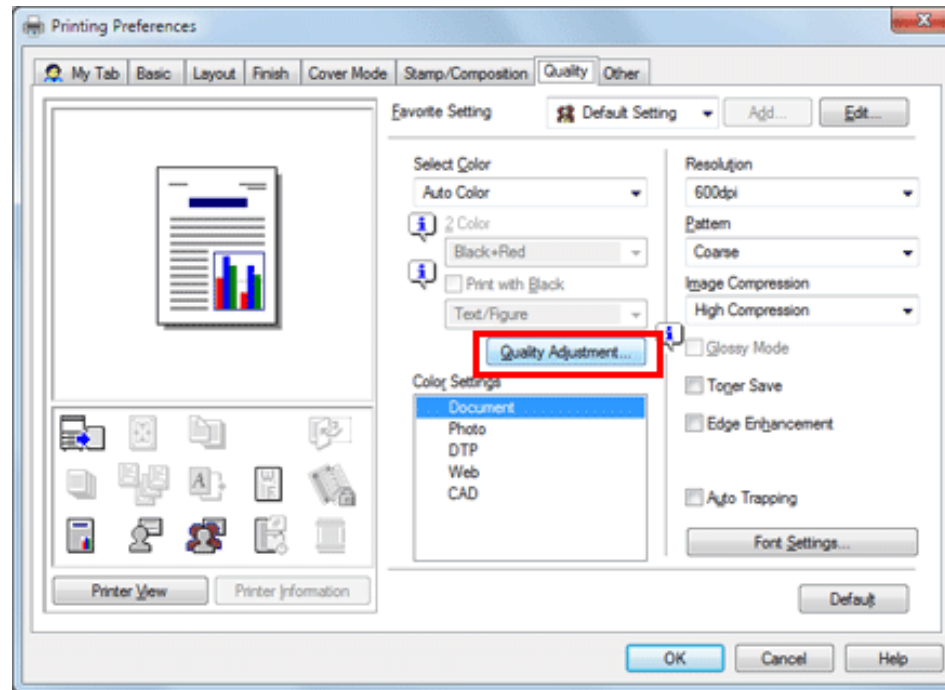 Printing Preferences
My Tab Basic Layout Finish Cover Mode Stamp/Composition Quality Other
Favorite Setting Default Setting Add... Edit...
Select Color
Auto Color
2 Color
Black+Red
Print with Black
Text/Figure
Quality Adjustment...
Color Settings
Document
Photo
DTP
Web
CAD
Resolution
600dpi
Pattern
Coarse
Image Compression
High Compression
Glossy Mode
Toner Save
Edge Enhancement
Auto Trapping
Font Settings...
Printer View Printer Information
Default
OK Cancel Help